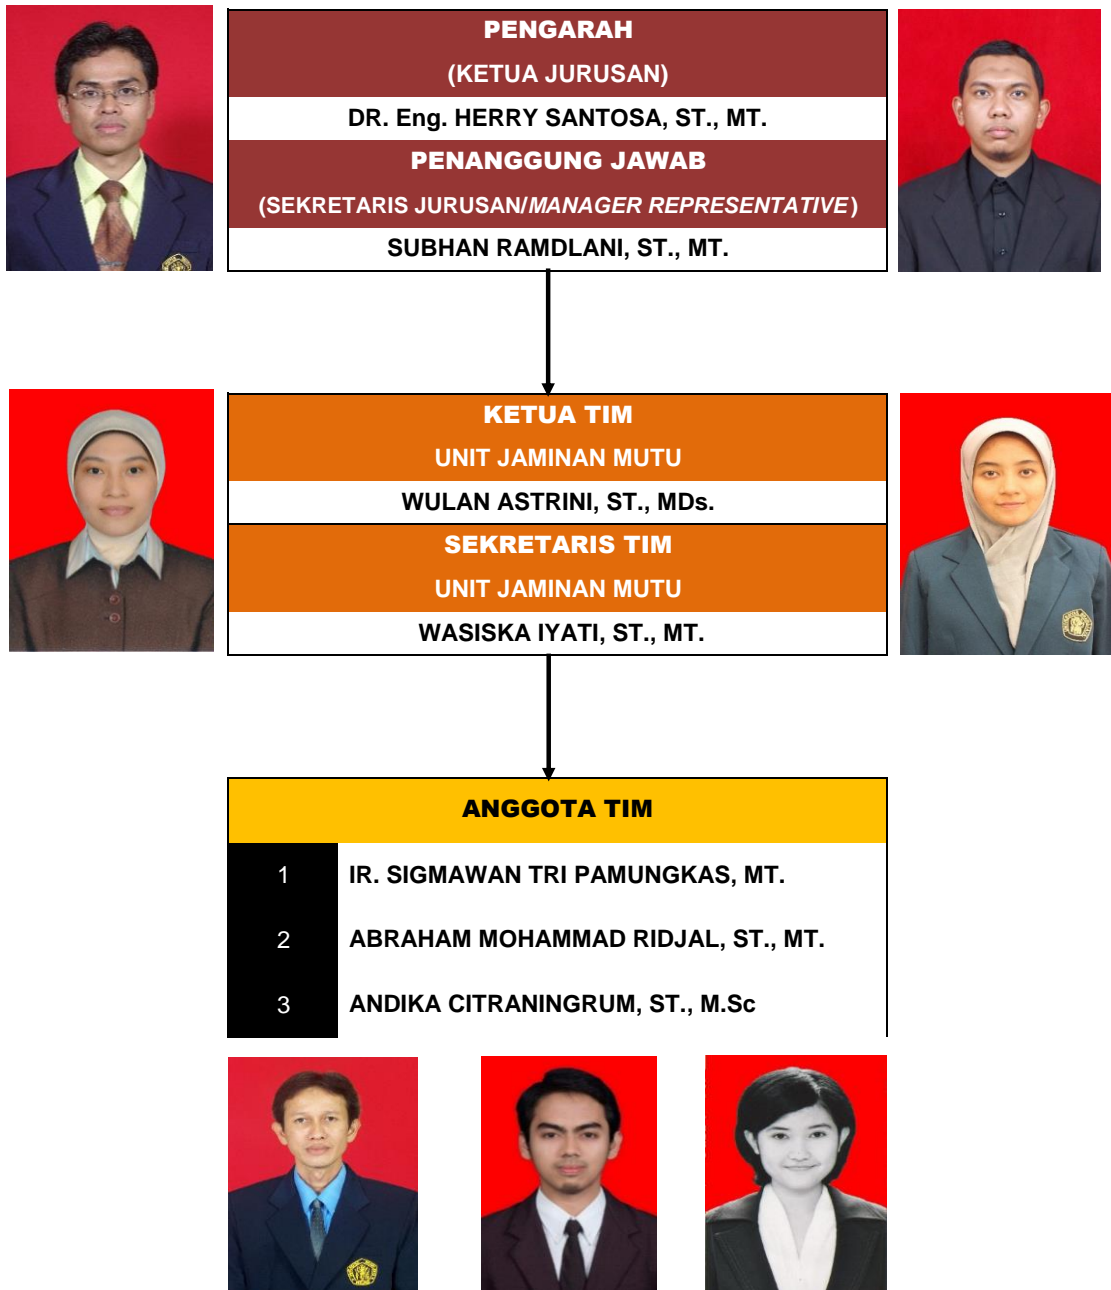 PENGARAH
(KETUA JURUSAN)
DR. Eng. HERRY SANTOSA, ST., MT.
PENANGGUNG JAWAB
(SEKRETARIS JURUSAN/MANAGER REPRESENTATIVE)
SUBHAN RAMDLANI, ST., MT.
KETUA TIM
UNIT JAMINAN MUTU
WULAN ASTRINI, ST., MDs.
SEKRETARIS TIM
UNIT JAMINAN MUTU
WASISKA IYATI, ST., MT.
ANGGOTA TIM
1 IR. SIGMAWAN TRI PAMUNGKAS, MT.
2 ABRAHAM MOHAMMAD RIDJAL, ST., MT.
3 ANDIKA CITRANINGRUM, ST., M.Sc